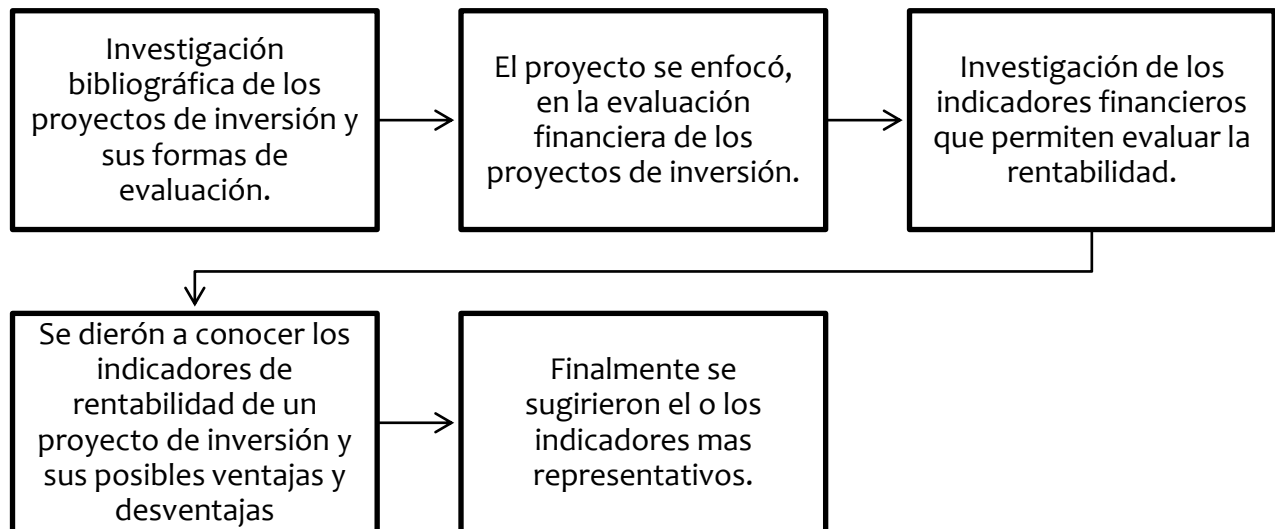 Investigación
bibliográfica de los
proyectos de inversión y
sus formas de
evaluación.
El proyecto se enfocó,
en la evaluación
financiera de los
proyectos de inversión.
Investigación de los
indicadores financieros
que permiten evaluar la
rentabilidad.
Se dierón a conocer los
indicadores de
rentabilidad de un
proyecto de inversión y
sus posibles ventajas y
desventajas
Finalmente se
sugirieron el o los
indicadores mas
representativos.